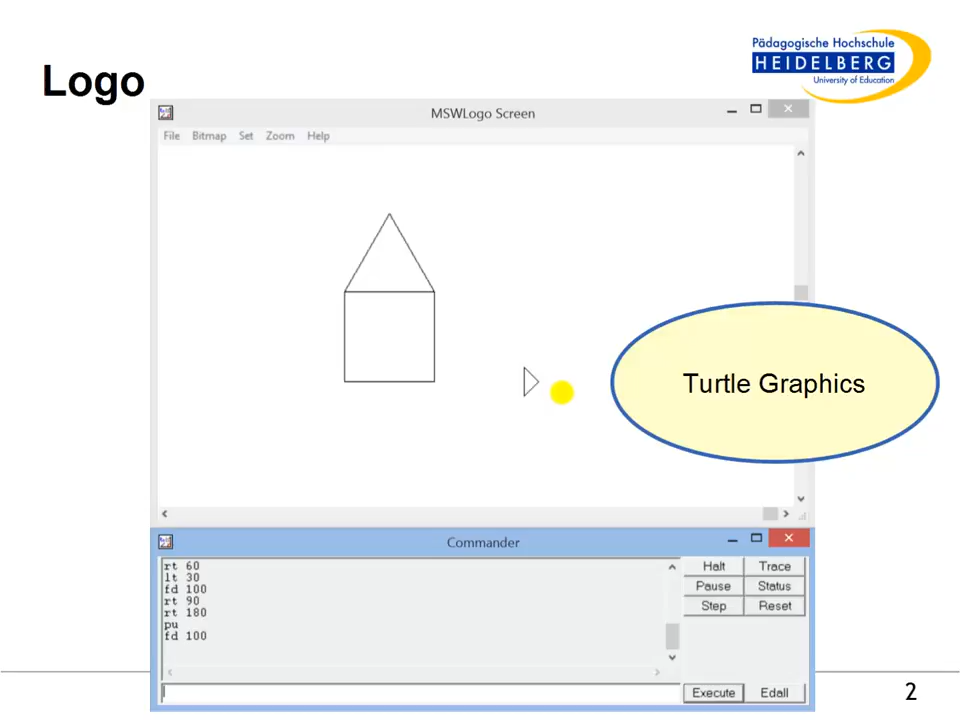 Pädagogische Hochschule
HEIDELBERG
University of Education
Logo
MSWLogo Screen
File Bitmap Set Zoom Help
Turtle Graphics
Commander
rt 60
lt 30
fd 100
rt 90
rt 180
pu
fd 100
Halt Trace
Pause Status
Step Reset
Execute Edall
2